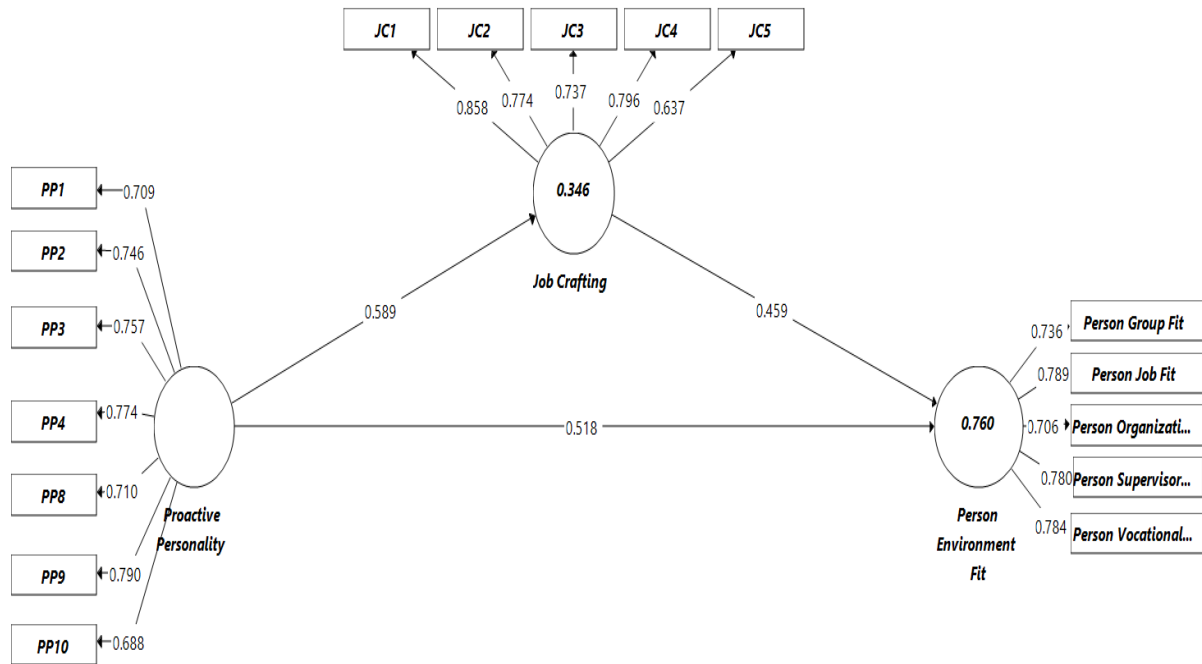 JC1 JC2 JC3 JC4 JC5
0.858 0.774 0.737 0.796 0.637
0.346
Job Crafting
PP1 0.709
PP2 0.746
PP3 0.757
PP4 0.774
PP8 0.710
PP9 0.790
PP10 0.688
Proactive
Personality
0.589
0.459
0.518
0.760
Person
Environment
Fit
0.736 Person Group Fit
0.789 Person Job Fit
0.706 Person Organizati...
0.780 Person Supervisor...
0.784 Person Vocational...